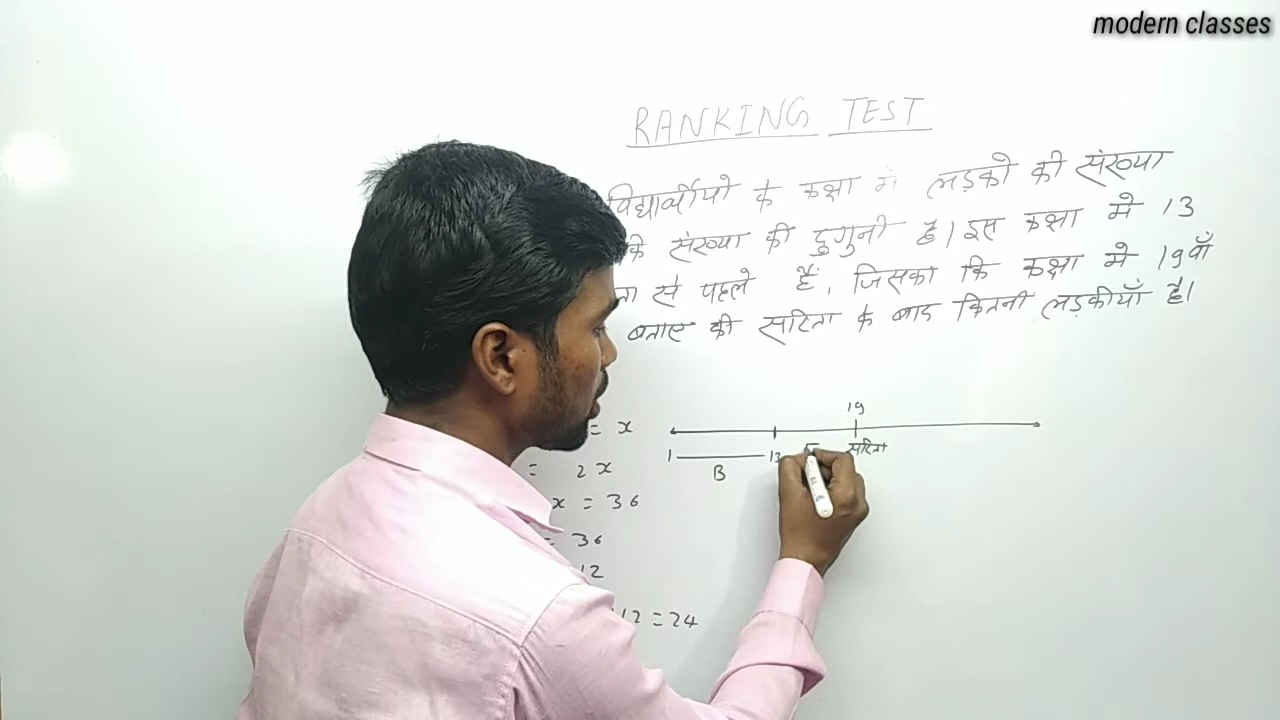 modern classes
RANKING TEST
विद्यार्थीयो के कक्षा में लड़को की संख्या
कि संख्या की दुगुनी है। इस कक्षा मे 13
ता से पहले हैं, जिसका कि कक्षा मे 19वाँ
बताए की सरिता के बाद कितनी लड़कीयाँ है।
= x
= 2x
x = 36
= 36
12
12 = 24
19
1 13 सरिता
B